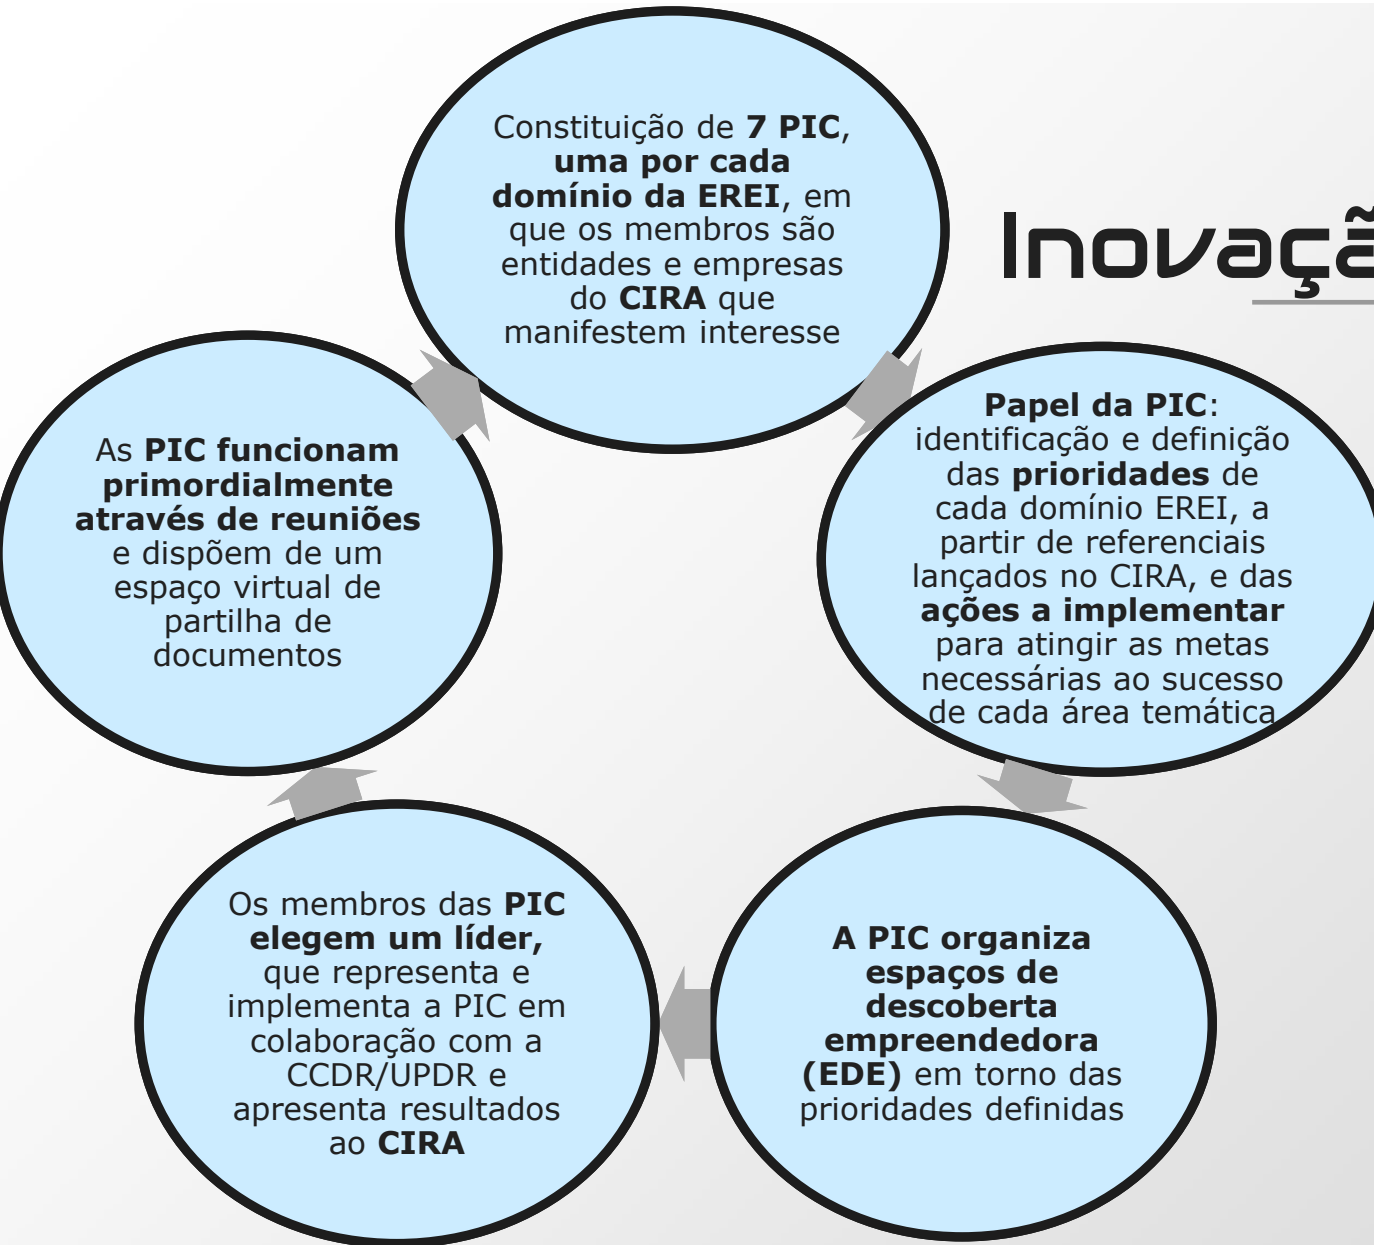 Constituição de 7 PIC,
uma por cada
domínio da EREI, em
que os membros são
entidades e empresas
do CIRA que
manifestem interesse
Inovaçã
Papel da PIC:
identificação e definição
das prioridades de
cada domínio EREI, a
partir de referenciais
lançados no CIRA, e das
ações a implementar
para atingir as metas
necessárias ao sucesso
de cada área temática
A PIC organiza
espaços de
descoberta
empreendedora
(EDE) em torno das
prioridades definidas
Os membros das PIC
elegem um líder,
que representa e
implementa a PIC em
colaboração com a
CCDR/UPDR e
apresenta resultados
ao CIRA
As PIC funcionam
primordialmente
através de reuniões
e dispõem de um
espaço virtual de
partilha de
documentos